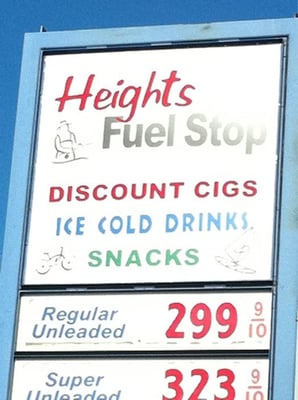 Heights
Fuel Stop
DISCOUNT CIGS
ICE COLD DRINKS
SNACKS
Regular
Unleaded
299 9/10
Super
Unleaded
323 9/10